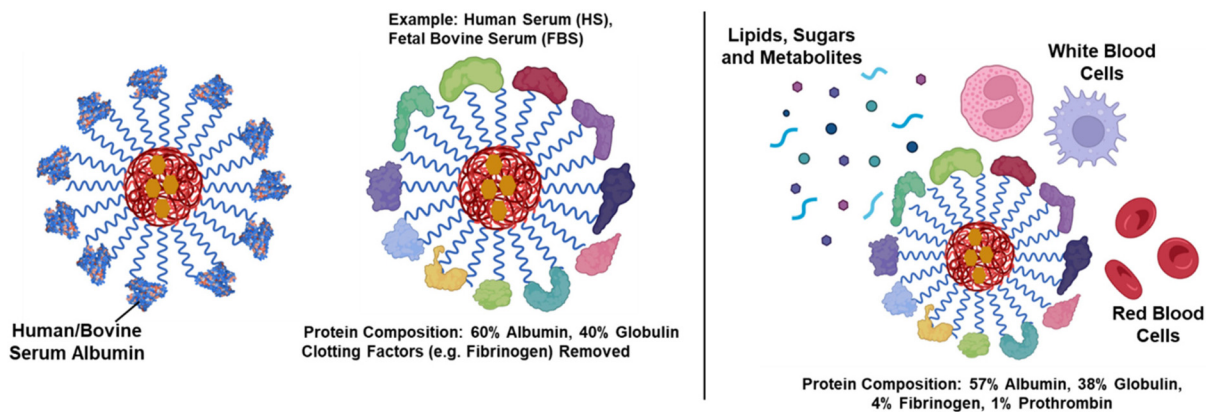 Human/Bovine
Serum Albumin
Example: Human Serum (HS),
Fetal Bovine Serum (FBS)
Protein Composition: 60% Albumin, 40% Globulin
Clotting Factors (e.g. Fibrinogen) Removed
Lipids, Sugars
and Metabolites
White Blood
Cells
Red Blood
Cells
Protein Composition: 57% Albumin, 38% Globulin,
4% Fibrinogen, 1% Prothrombin